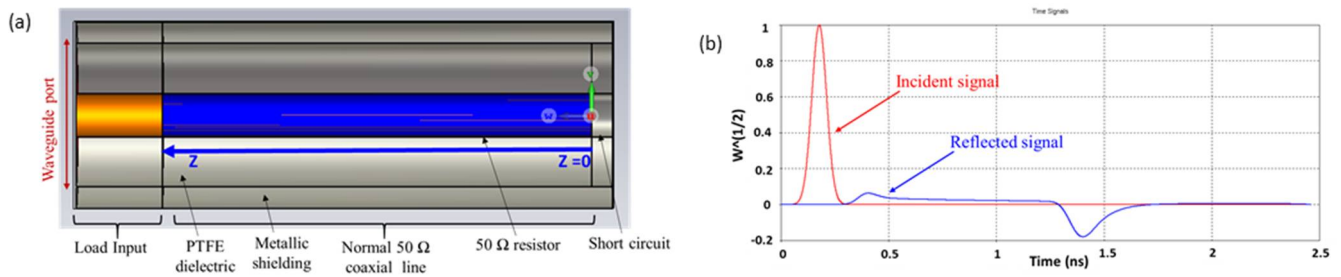 (a)
Waveguide port
V
W
U
Z
Z =0
Load Input
PTFE
dielectric
Metallic
shielding
Normal 50 Ω
coaxial line
50 Ω resistor
Short circuit
(b)
Time Signals
W^(1/2)
1
0.8
0.6
0.4
0.2
0
-0.2
Incident signal
Reflected signal
0
0.5
1
1.5
2
2.5
Time (ns)